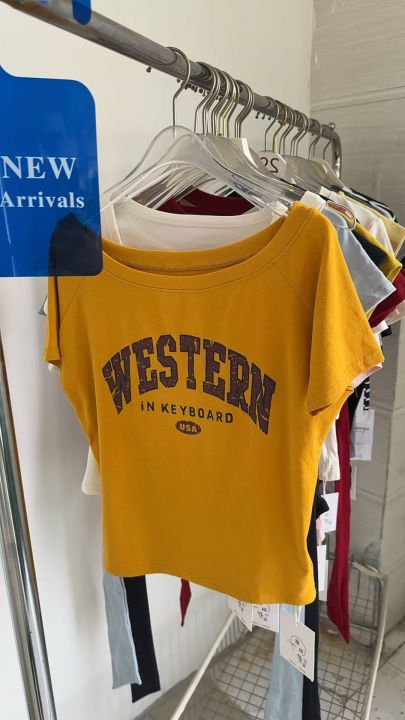 NEW
Arrivals
WESTERN
iN KEYBOARD
USA